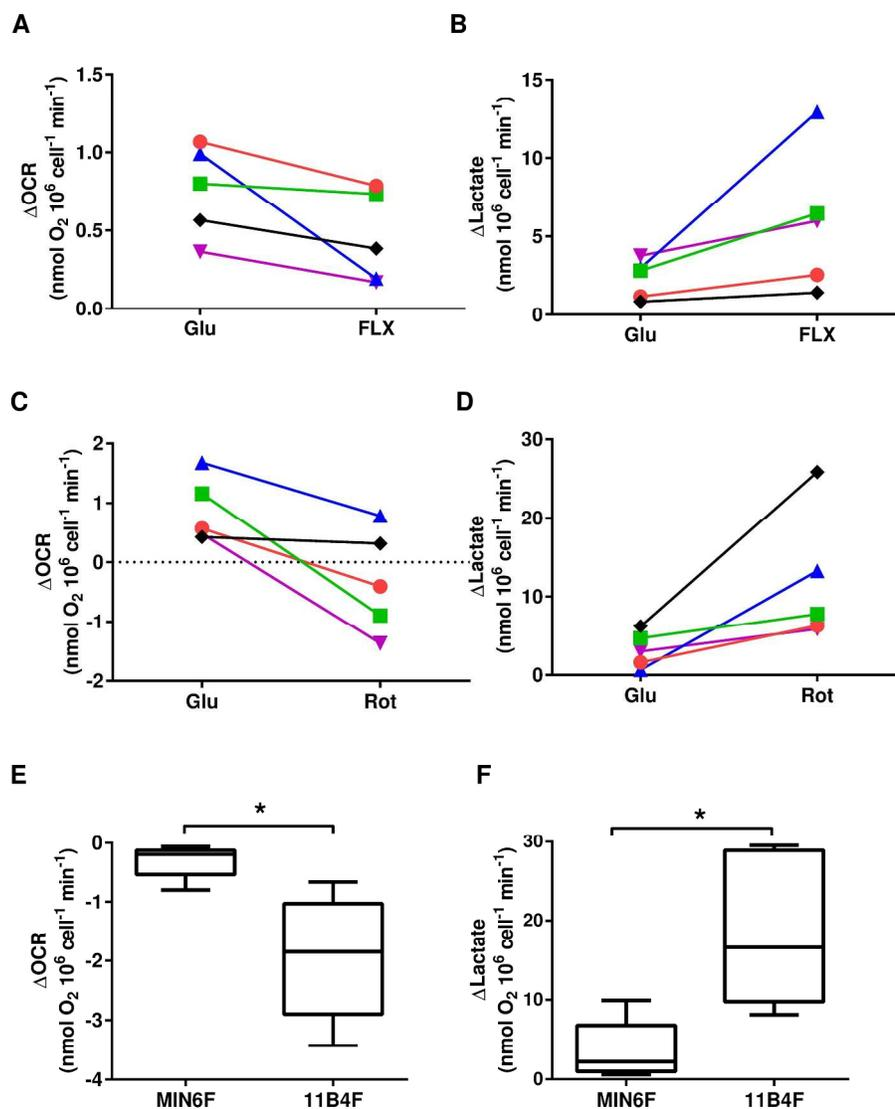 A
B
ΔOCR
(nmol O2 10^6 cell^-1 min^-1)
1.5
1.0
0.5
0.0
Glu
FLX
ΔLactate
(nmol 10^6 cell^-1 min^-1)
15
10
5
0
Glu
FLX
C
D
ΔOCR
(nmol O2 10^6 cell^-1 min^-1)
2
1
0
-1
-2
Glu
Rot
ΔLactate
(nmol 10^6 cell^-1 min^-1)
30
20
10
0
Glu
Rot
E
F
ΔOCR
(nmol O2 10^6 cell^-1 min^-1)
0
-1
-2
-3
-4
*
MIN6F
11B4F
ΔLactate
(nmol O2 10^6 cell^-1 min^-1)
30
20
10
0
*
MIN6F
11B4F